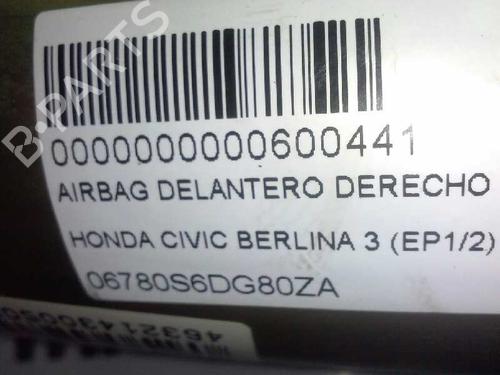 B-PARTS
0000000000600441
AIRBAG DELANTERO DERECHO
HONDA CIVIC BERLINA 3 (EP1/2)
06780S6DG80ZA